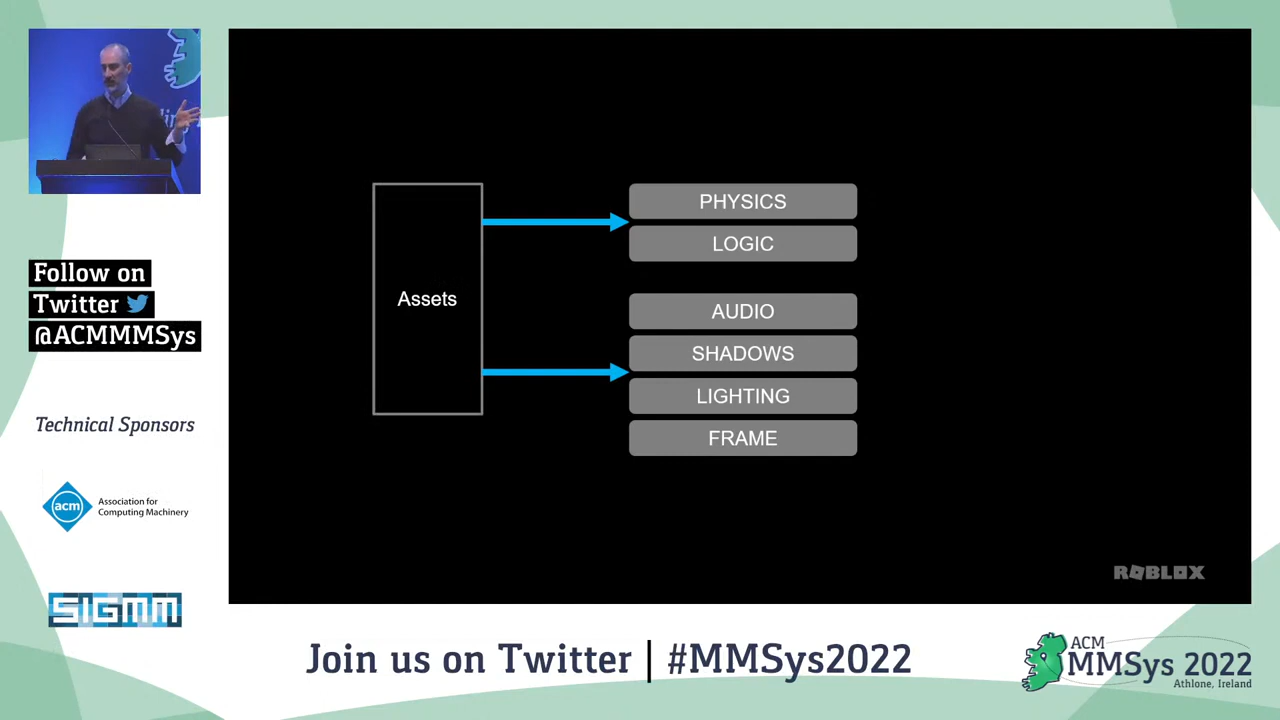 Assets
PHYSICS
LOGIC
AUDIO
SHADOWS
LIGHTING
FRAME
ROBLOX
Follow on
Twitter
@ACMMMSys
Technical Sponsors
acm
Association for
Computing Machinery
SIGMM
Join us on Twitter | #MMSys2022
ACM
MMSys 2022
Athlone, Ireland